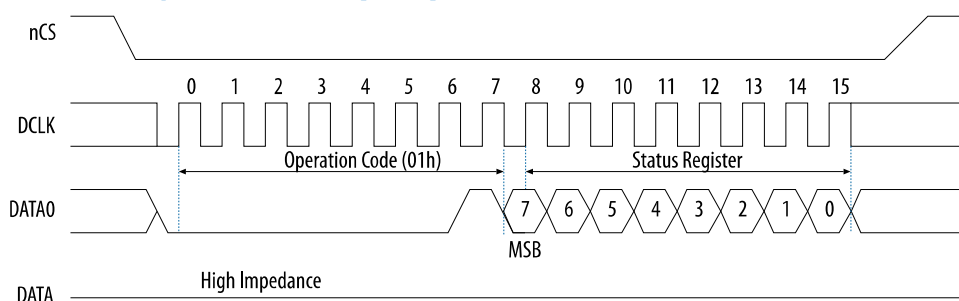 nCS
0 1 2 3 4 5 6 7 8 9 10 11 12 13 14 15
DCLK
Operation Code (01h) Status Register
DATA0 7 6 5 4 3 2 1 0
MSB
High Impedance
DATA